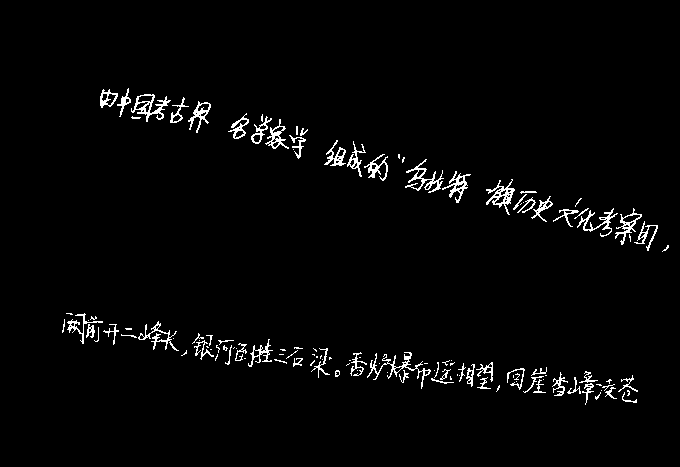 由中国考古界 名学家学 组成的“乌拉特 旗历史文化考察团，
阙前开二峰长，银河倒挂三石梁。香炉瀑布遥相望，回崖沓嶂凌苍